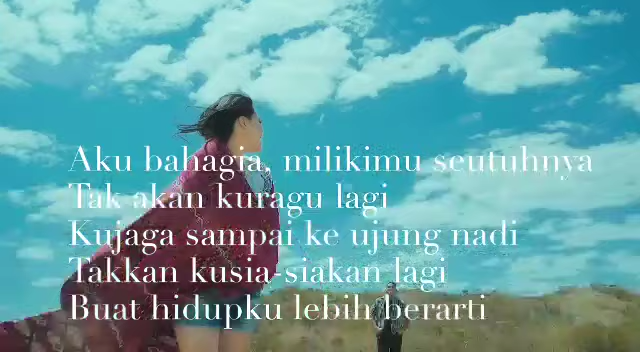 Aku bahagia, milikimu seutuhnya
Tak akan kuragu lagi
Kujaga sampai ke ujung nadi
Takkan kusia-siakan lagi
Buat hidupku lebih berarti